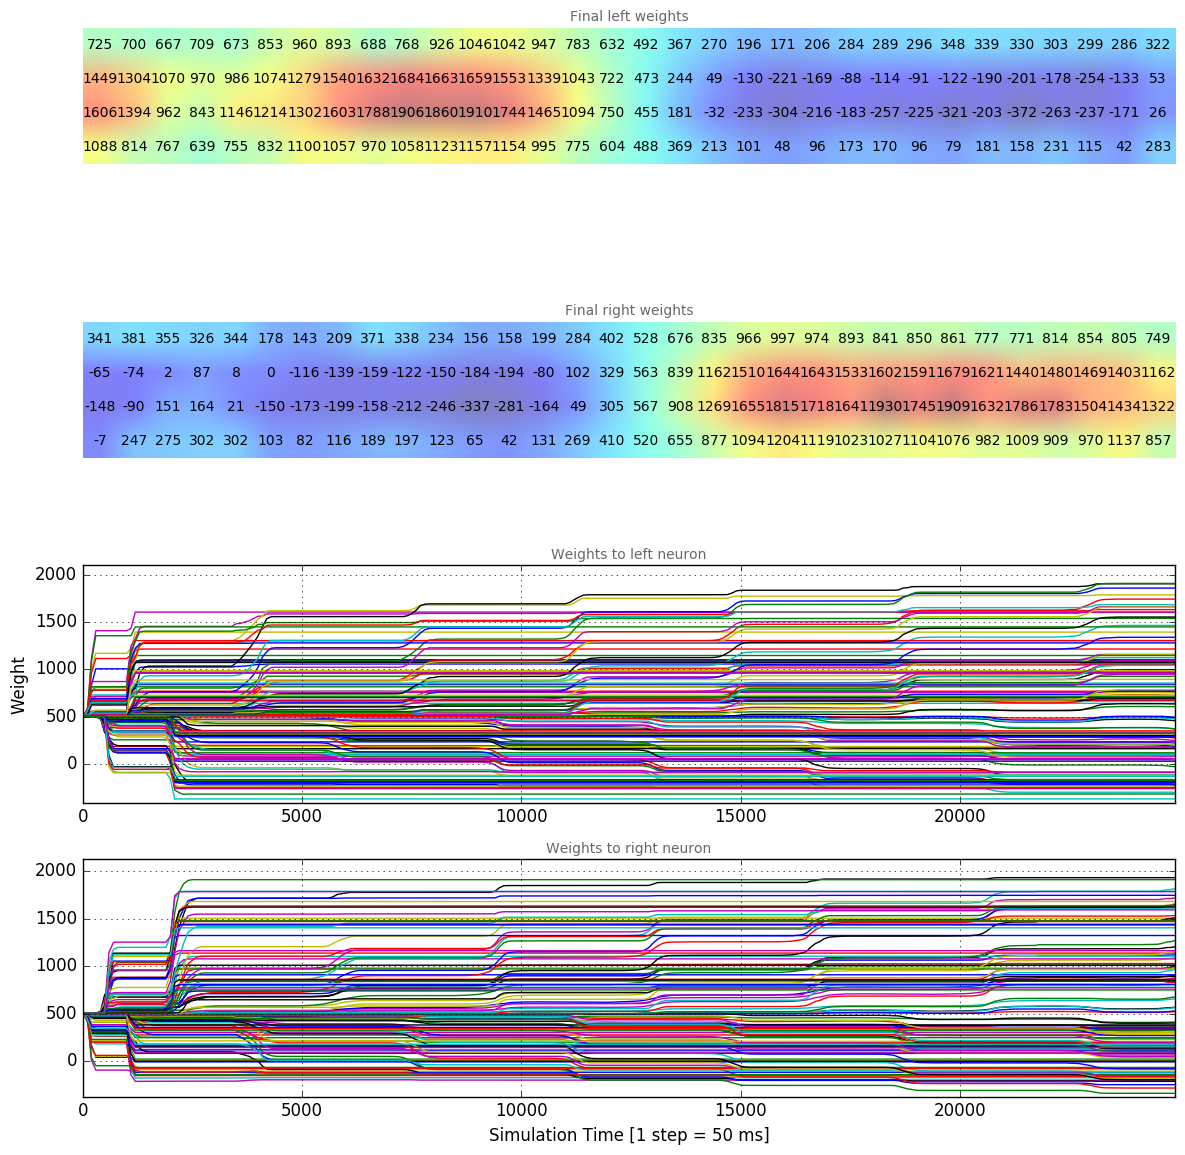 Final left weights
725 700 667 709 673 853 960 893 688 768 926 1046 1042 947 783 632 492 367 270 196 171 206 284 289 296 348 339 330 303 299 286 322
1449 1304 1070 970 986 1074 1279 1540 1632 1684 1663 1659 1553 1339 1043 722 473 244 49 -130 -221 -169 -88 -114 -91 -122 -190 -201 -178 -254 -133 53
1606 1394 962 843 1146 1214 1302 1603 1788 1906 1860 1910 1744 1465 1094 750 455 181 -32 -233 -304 -216 -183 -257 -225 -321 -203 -372 -263 -237 -171 26
1088 814 767 639 755 832 1100 1057 970 1058 1123 1157 1154 995 775 604 488 369 213 101 48 96 173 170 96 79 181 158 231 115 42 283
Final right weights
341 381 355 326 344 178 143 209 371 338 234 156 158 199 284 402 528 676 835 966 997 974 893 841 850 861 777 771 814 854 805 749
-65 -74 2 87 8 0 -116 -139 -159 -122 -150 -184 -194 -80 102 329 563 839 1162 1510 1644 1643 1533 1602 1591 1679 1621 1440 1480 1469 1403 1162
-148 -90 151 164 21 -150 -173 -199 -158 -212 -246 -337 -281 -164 49 305 567 908 1269 1655 1815 1718 1641 1930 1745 1909 1632 1786 1783 1504 1434 1322
-7 247 275 302 302 103 82 116 189 197 123 65 42 131 269 410 520 655 877 1094 1204 1119 1023 1027 1104 1076 982 1009 909 970 1137 857
Weights to left neuron
2000
1500
1000
500
0
Weight
0 5000 10000 15000 20000
Weights to right neuron
2000
1500
1000
500
0
0 5000 10000 15000 20000
Simulation Time [1 step = 50 ms]